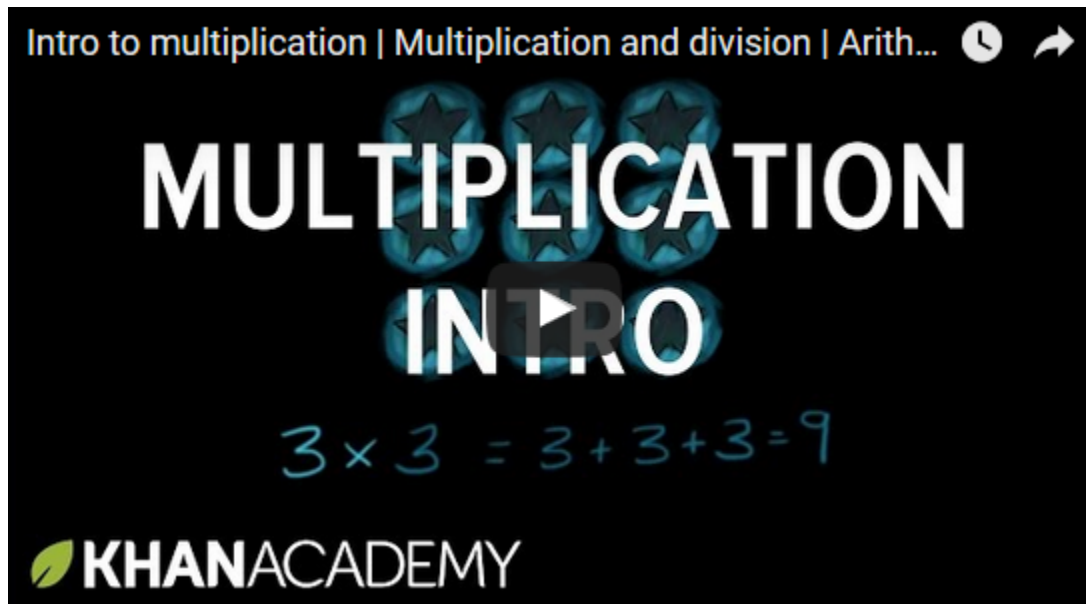 Intro to multiplication | Multiplication and division | Arith...
MULTIPLICATION
INTRO
3 × 3 = 3 + 3 + 3 = 9
KHANACADEMY